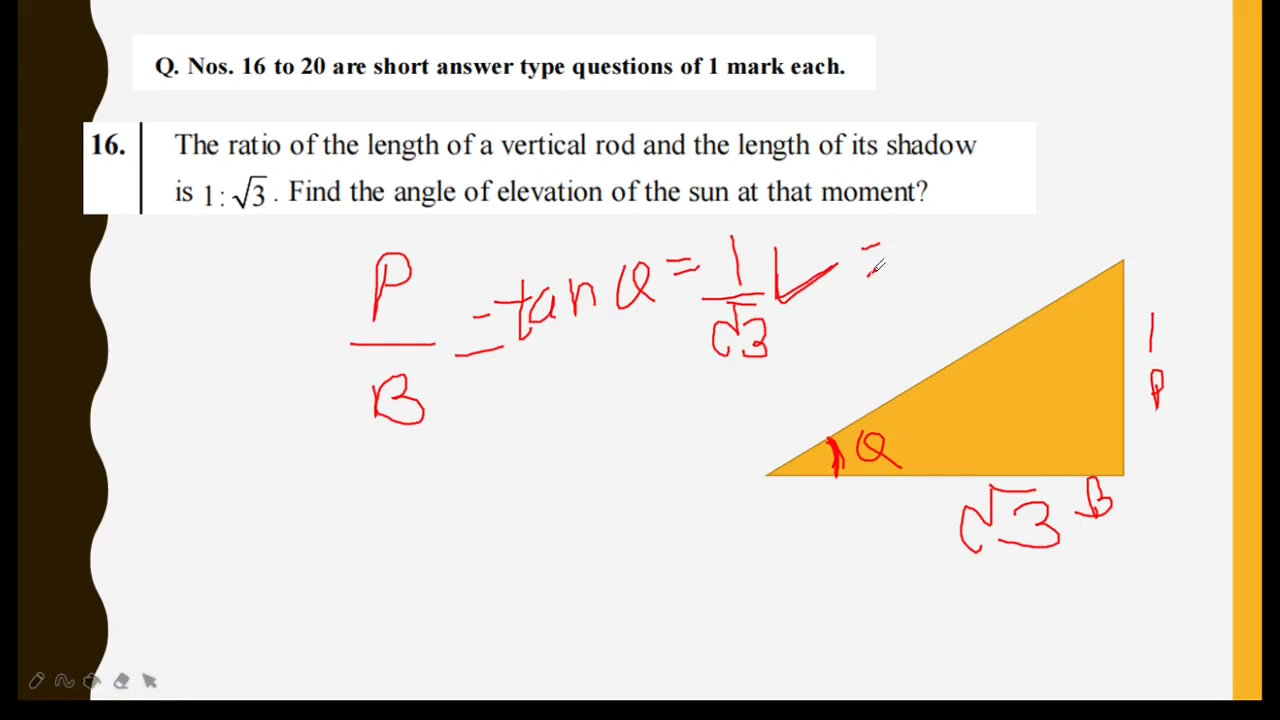 Q. Nos. 16 to 20 are short answer type questions of 1 mark each.
16. The ratio of the length of a vertical rod and the length of its shadow
is 1:√3. Find the angle of elevation of the sun at that moment?
P/B = tan Q = 1/√3 =
1
P
Q
√3 B